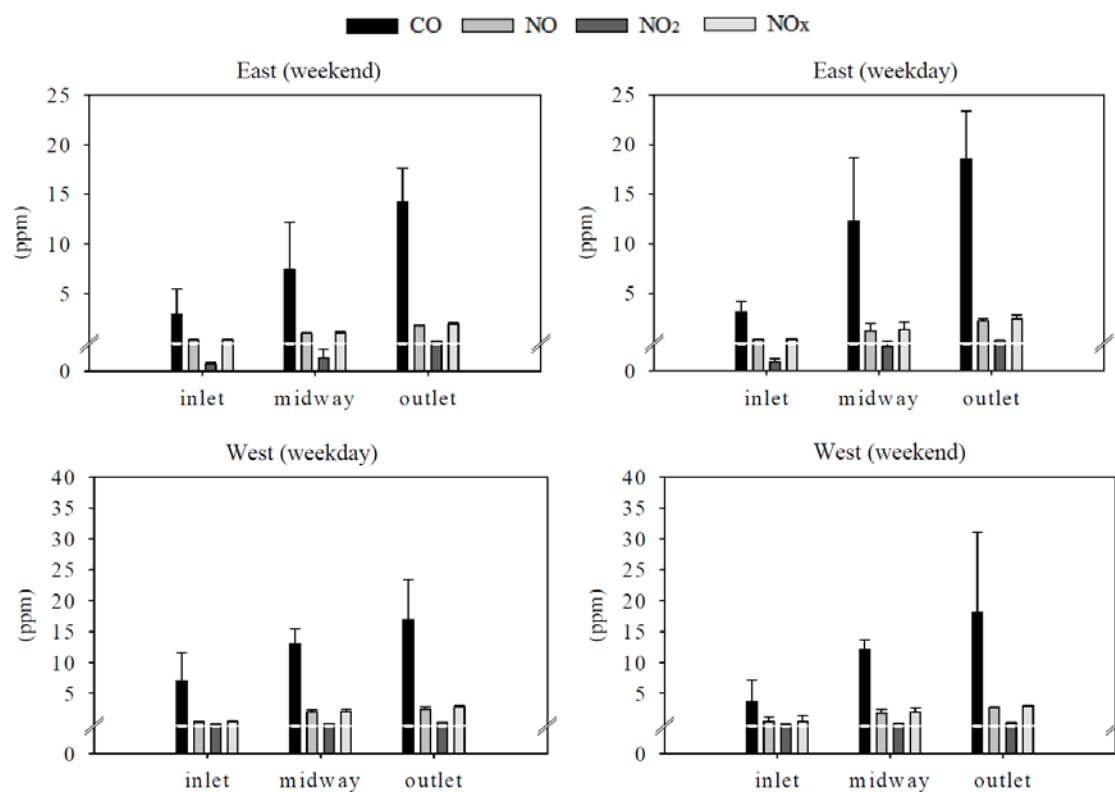 CO NO NO2 NOx
East (weekend)
25
20
15
10
5
0
(ppm)
inlet midway outlet
East (weekday)
25
20
15
10
5
0
(ppm)
inlet midway outlet
West (weekday)
40
35
30
25
20
15
10
5
0
(ppm)
inlet midway outlet
West (weekend)
40
35
30
25
20
15
10
5
0
(ppm)
inlet midway outlet